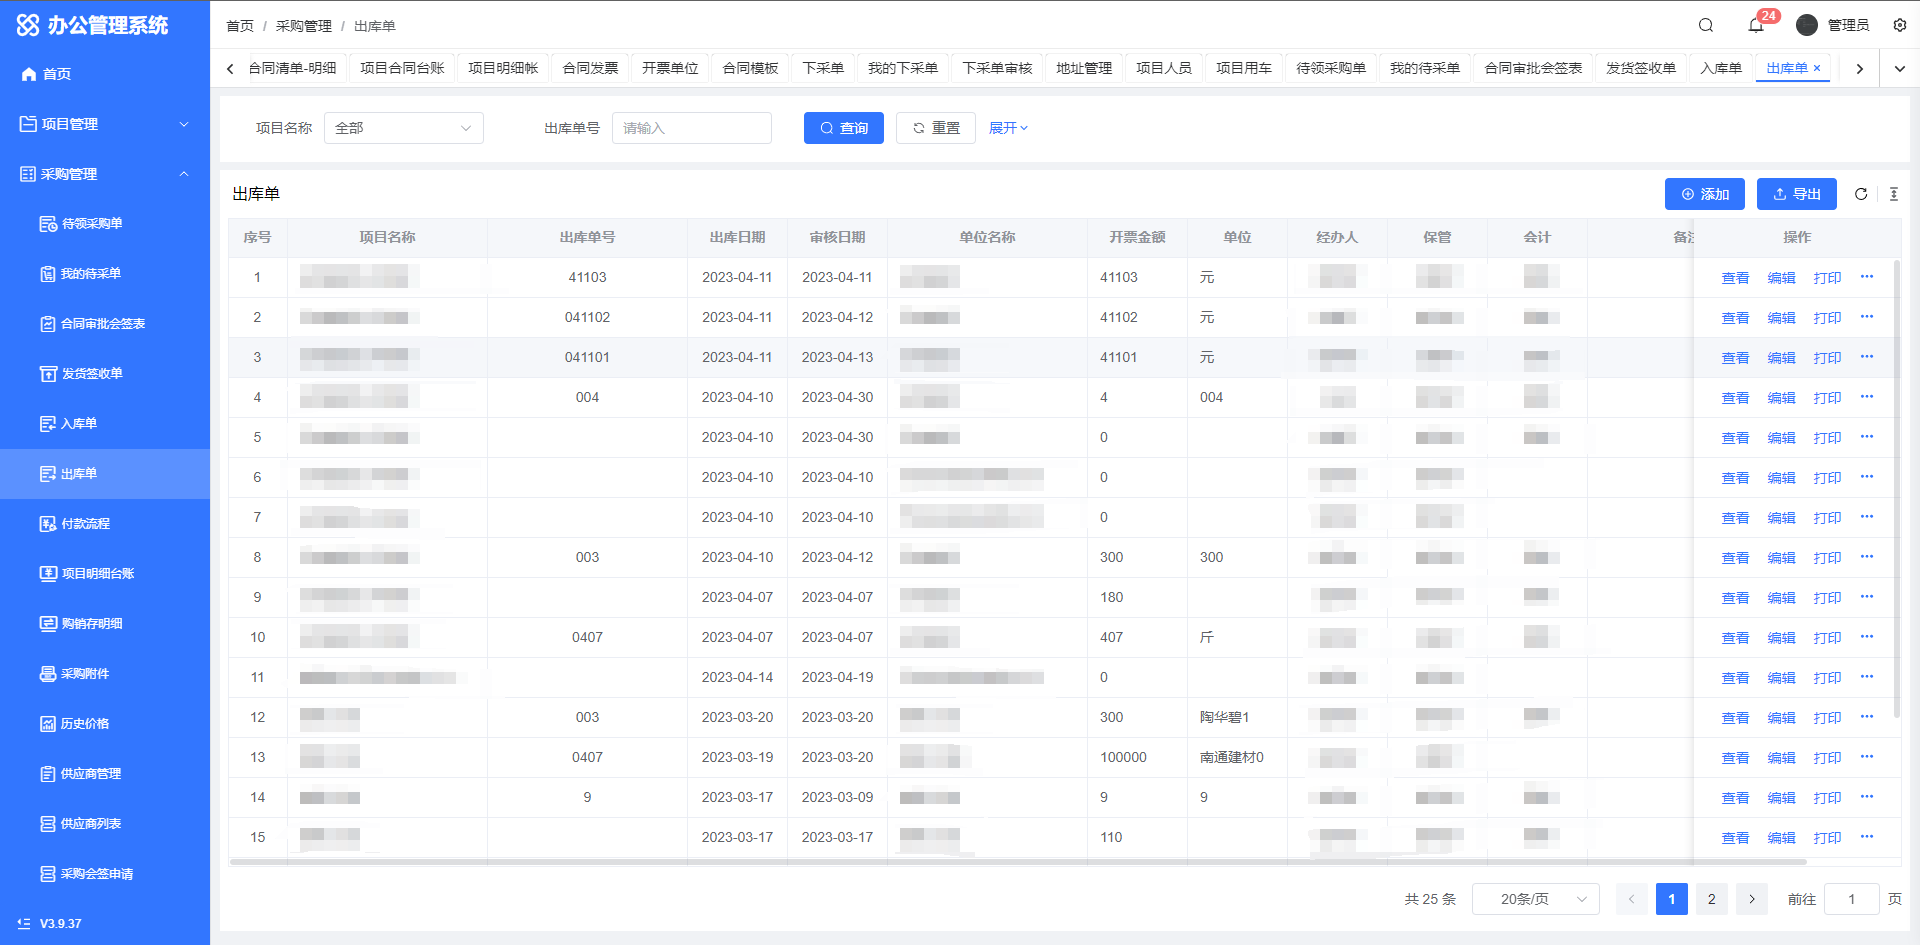 办公管理系统
首页
项目管理
采购管理
待领采购单
我的待采单
合同审批会签表
发货签收单
入库单
出库单
付款流程
项目明细台账
购销存明细
采购附件
历史价格
供应商管理
供应商列表
采购会签申请
V3.9.37
首页 / 采购管理 / 出库单
24
管理员
合同清单-明细 项目合同台账 项目明细帐 合同发票 开票单位 合同模板 下采单 我的下采单 下采单审核 地址管理 项目人员 项目用车 待领采购单 我的待采单 合同审批会签表 发货签收单 入库单 出库单 ×
项目名称 全部 出库单号 请输入 查询 重置 展开
出库单 添加 导出
序号 项目名称 出库单号 出库日期 审核日期 单位名称 开票金额 单位 经办人 保管 会计 备注 操作
1 41103 2023-04-11 2023-04-11 41103 元 查看 编辑 打印 ···
2 041102 2023-04-11 2023-04-12 41102 元 查看 编辑 打印 ···
3 041101 2023-04-11 2023-04-13 41101 元 查看 编辑 打印 ···
4 004 2023-04-10 2023-04-30 4 004 查看 编辑 打印 ···
5 2023-04-10 2023-04-30 0 查看 编辑 打印 ···
6 2023-04-10 2023-04-10 0 查看 编辑 打印 ···
7 2023-04-10 2023-04-10 0 查看 编辑 打印 ···
8 003 2023-04-10 2023-04-12 300 300 查看 编辑 打印 ···
9 2023-04-07 2023-04-07 180 查看 编辑 打印 ···
10 0407 2023-04-07 2023-04-07 407 斤 查看 编辑 打印 ···
11 2023-04-14 2023-04-19 0 查看 编辑 打印 ···
12 003 2023-03-20 2023-03-20 300 陶华碧1 查看 编辑 打印 ···
13 0407 2023-03-19 2023-03-20 100000 南通建材0 查看 编辑 打印 ···
14 9 2023-03-17 2023-03-09 9 9 查看 编辑 打印 ···
15 2023-03-17 2023-03-17 110 查看 编辑 打印 ···
共 25 条 20条/页 1 2 前往 1 页